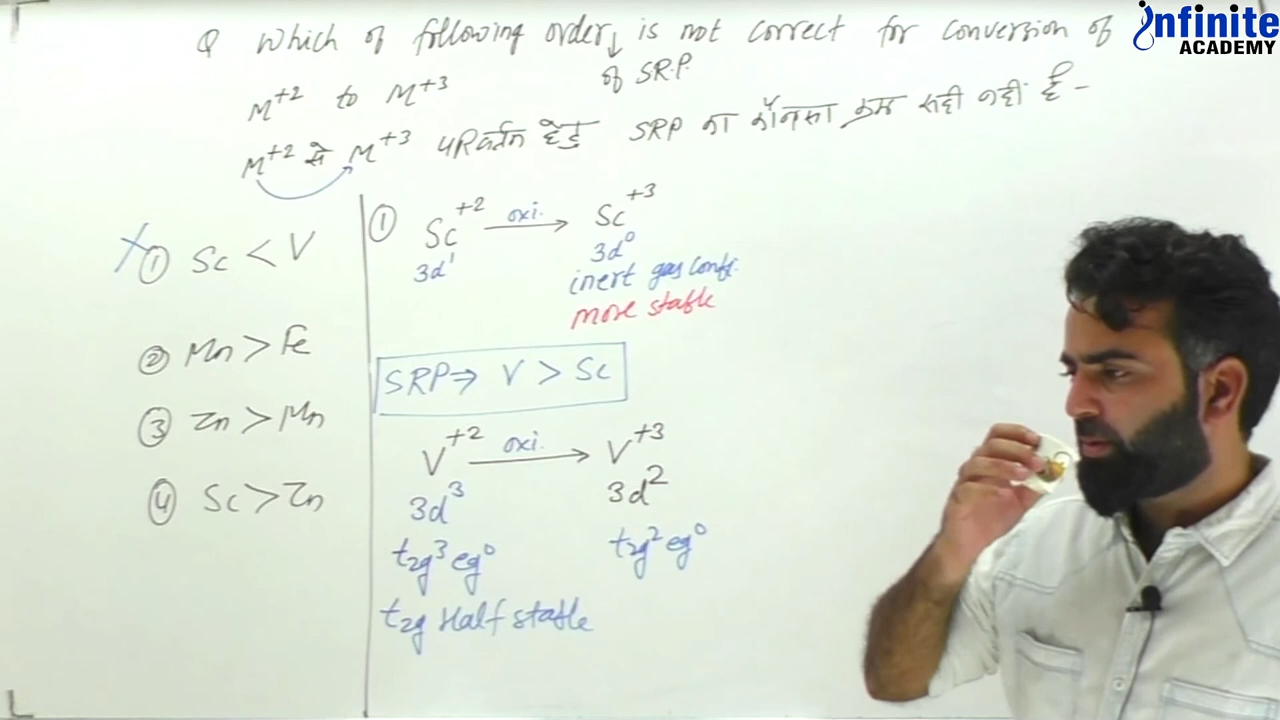 Infinite
ACADEMY
Q Which of following order is not correct for conversion of
of SRP
M+2 to M+3
M+2 से M+3 परिवर्तन हेतु SRP का कौनसा क्रम सही नहीं है -
① Sc < V
② Mn > Fe
③ Zn > Mn
④ Sc > Zn
① Sc+2 oxi. → Sc+3
3d1 3d0
inert gas conf.
more stable
SRP ⇒ V > Sc
V+2 oxi. → V+3
3d3 3d2
t2g3 eg0 t2g2 eg0
t2g Half stable